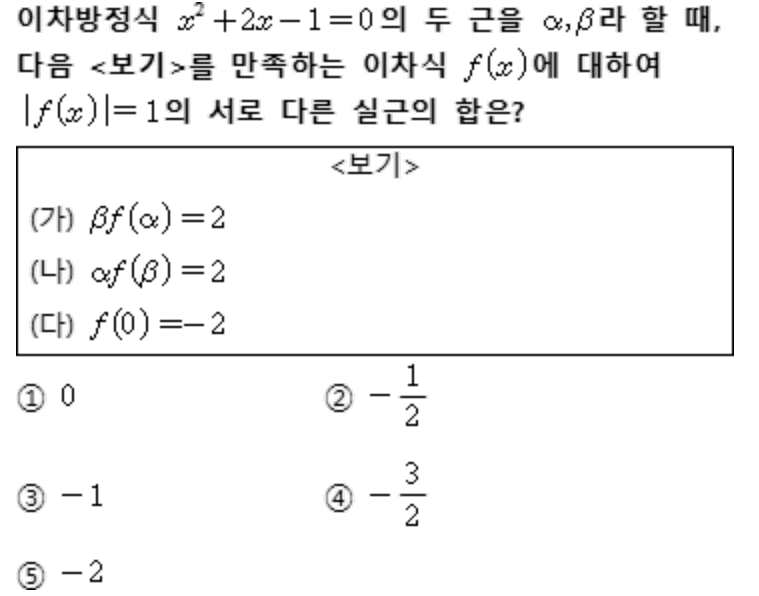 이차방정식 x²+2x-1=0의 두 근을 α,β라 할 때,
다음 <보기>를 만족하는 이차식 f(x)에 대하여
|f(x)|=1의 서로 다른 실근의 합은?
<보기>
(가) βf(α)=2
(나) αf(β)=2
(다) f(0)=-2
① 0 ② -1/2
③ -1 ④ -3/2
⑤ -2